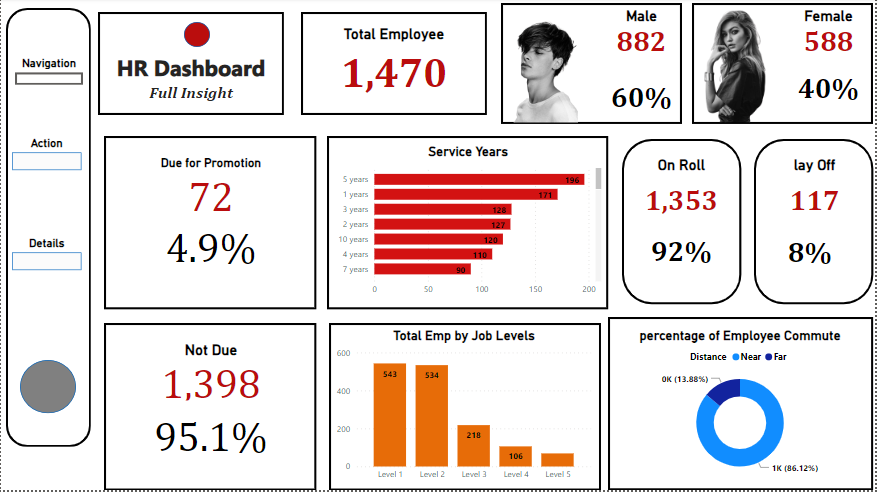 Navigation
Action
Details
HR Dashboard
Full Insight
Total Employee
1,470
Male
882
60%
Female
588
40%
Due for Promotion
72
4.9%
Service Years
5 years 196
1 years 171
3 years 128
2 years 127
10 years 120
4 years 110
7 years 90
0 50 100 150 200
On Roll
1,353
92%
lay Off
117
8%
Not Due
1,398
95.1%
Total Emp by Job Levels
600
400
200
0
543
534
218
106
Level 1 Level 2 Level 3 Level 4 Level 5
percentage of Employee Commute
Distance Near Far
0K (13.88%)
1K (86.12%)